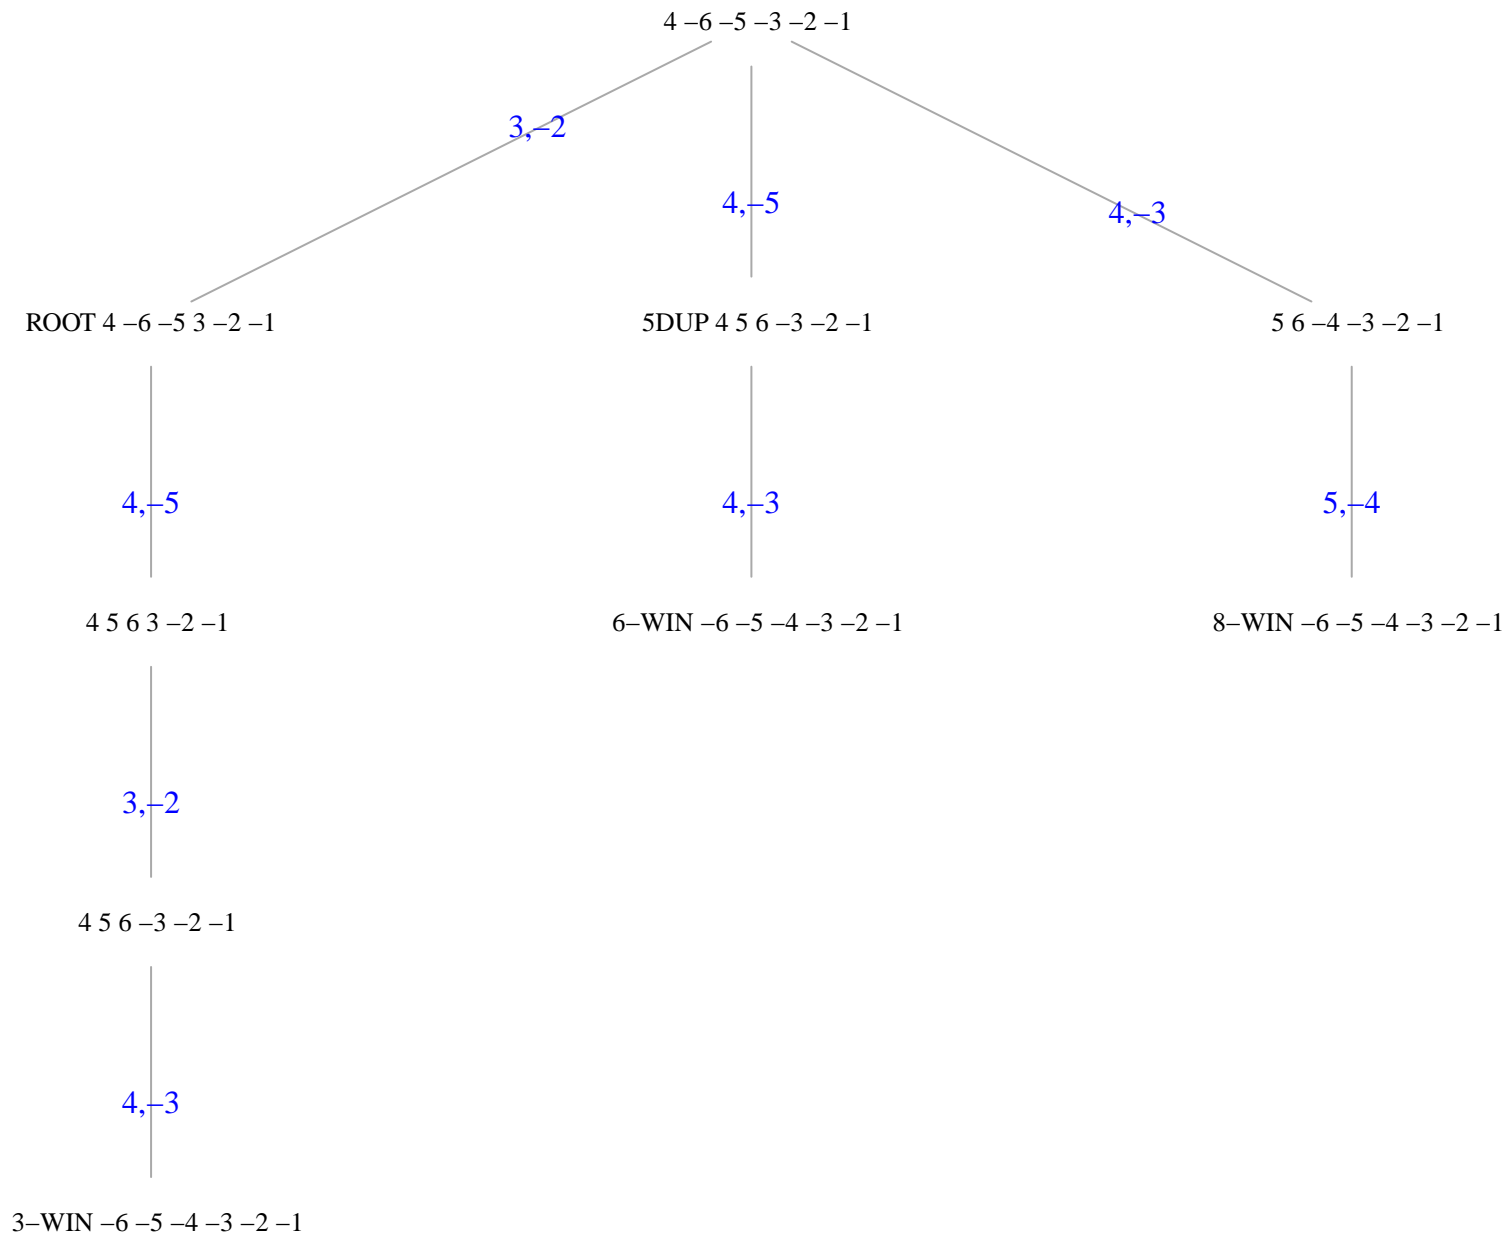 4 –6 –5 –3 –2 –1
3,–2
4,–5
4,–3
ROOT 4 –6 –5 3 –2 –1
5DUP 4 5 6 –3 –2 –1
5 6 –4 –3 –2 –1
4,–5
4,–3
5,–4
4 5 6 3 –2 –1
6–WIN –6 –5 –4 –3 –2 –1
8–WIN –6 –5 –4 –3 –2 –1
3,–2
4 5 6 –3 –2 –1
4,–3
3–WIN –6 –5 –4 –3 –2 –1